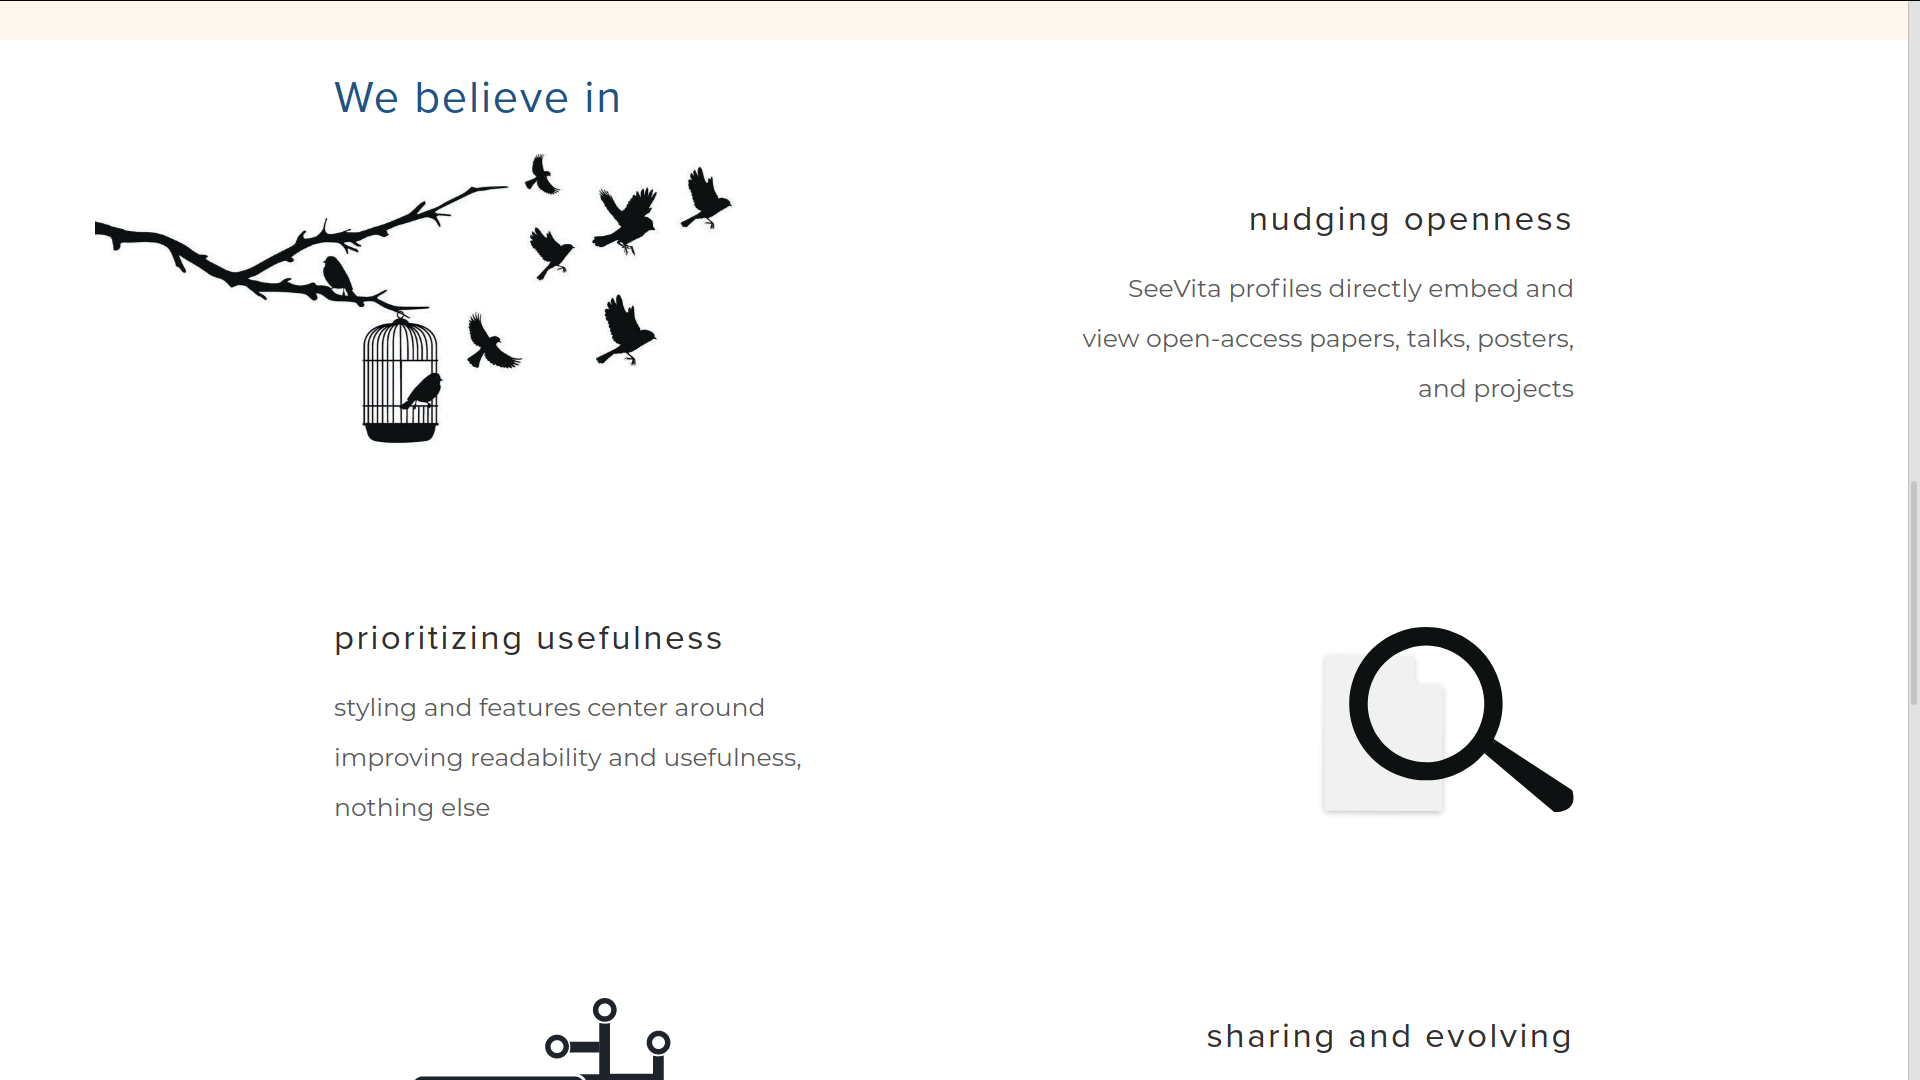 We believe in
nudging openness
SeeVita profiles directly embed and
view open-access papers, talks, posters,
and projects
prioritizing usefulness
styling and features center around
improving readability and usefulness,
nothing else
sharing and evolving